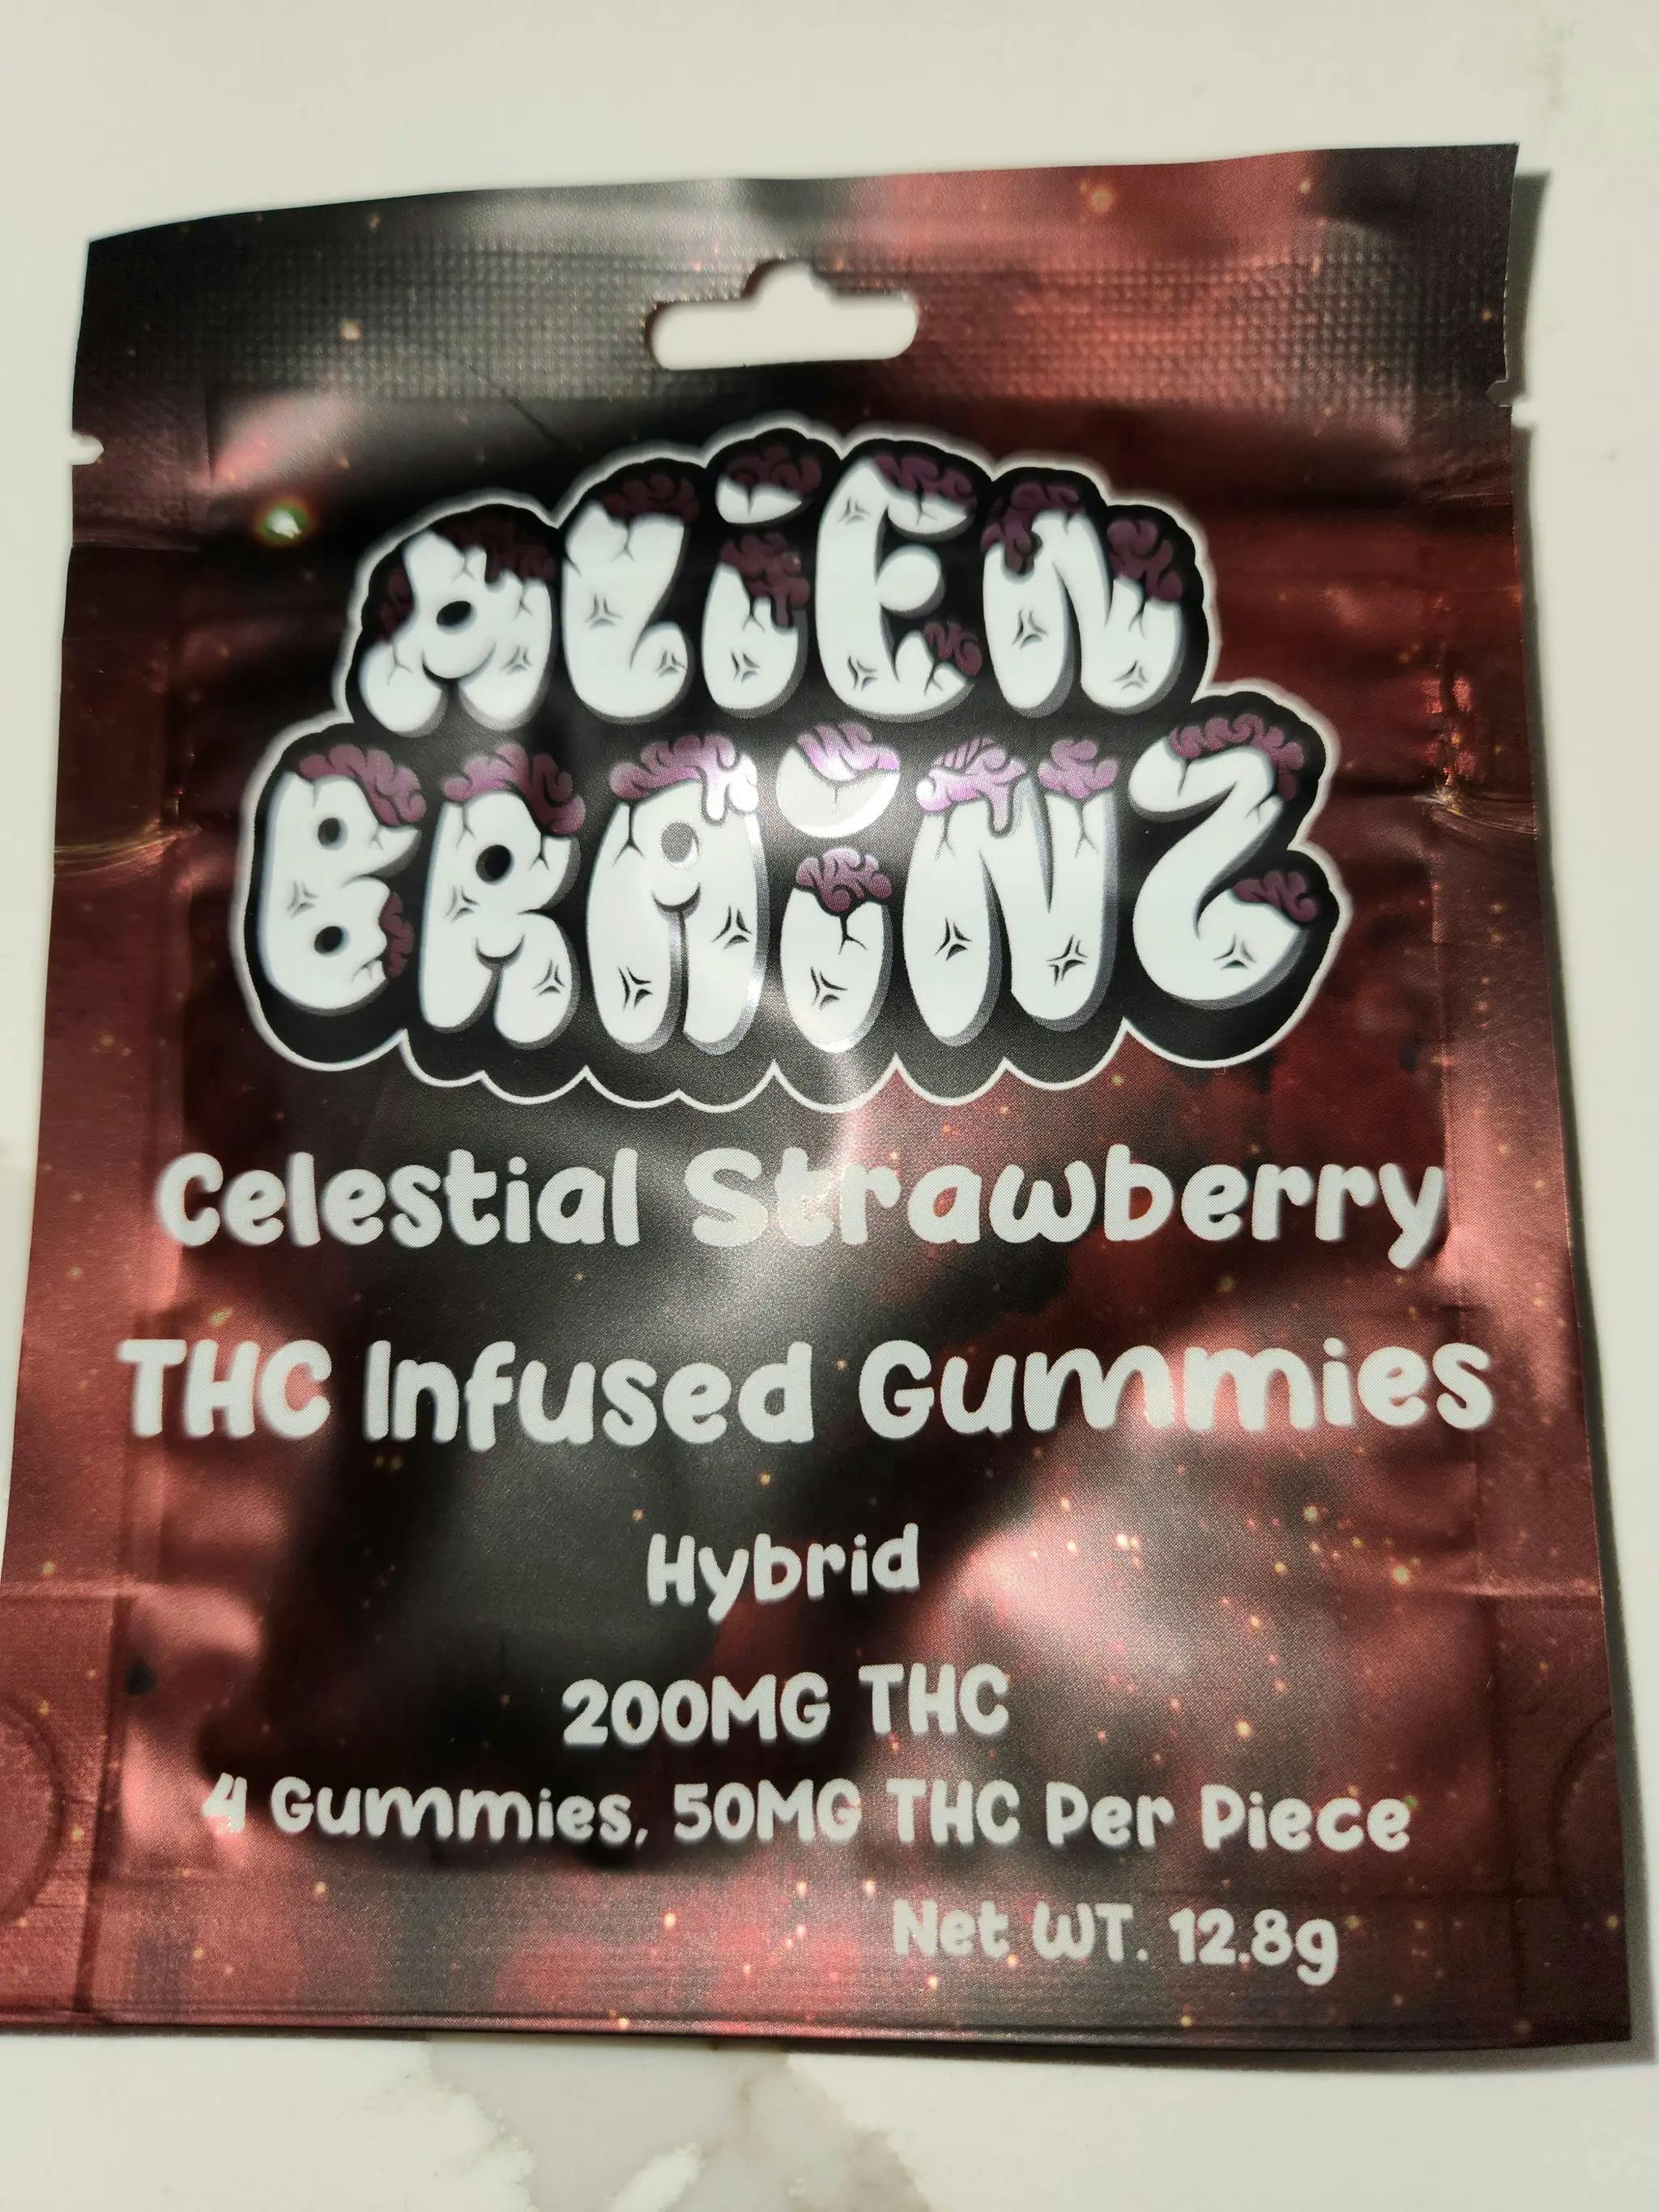 ALiEN
BRAiNZ
Celestial Strawberry
THC Infused Gummies
Hybrid
200MG THC
4 Gummies, 50MG THC Per Piece
Net WT. 12.8g